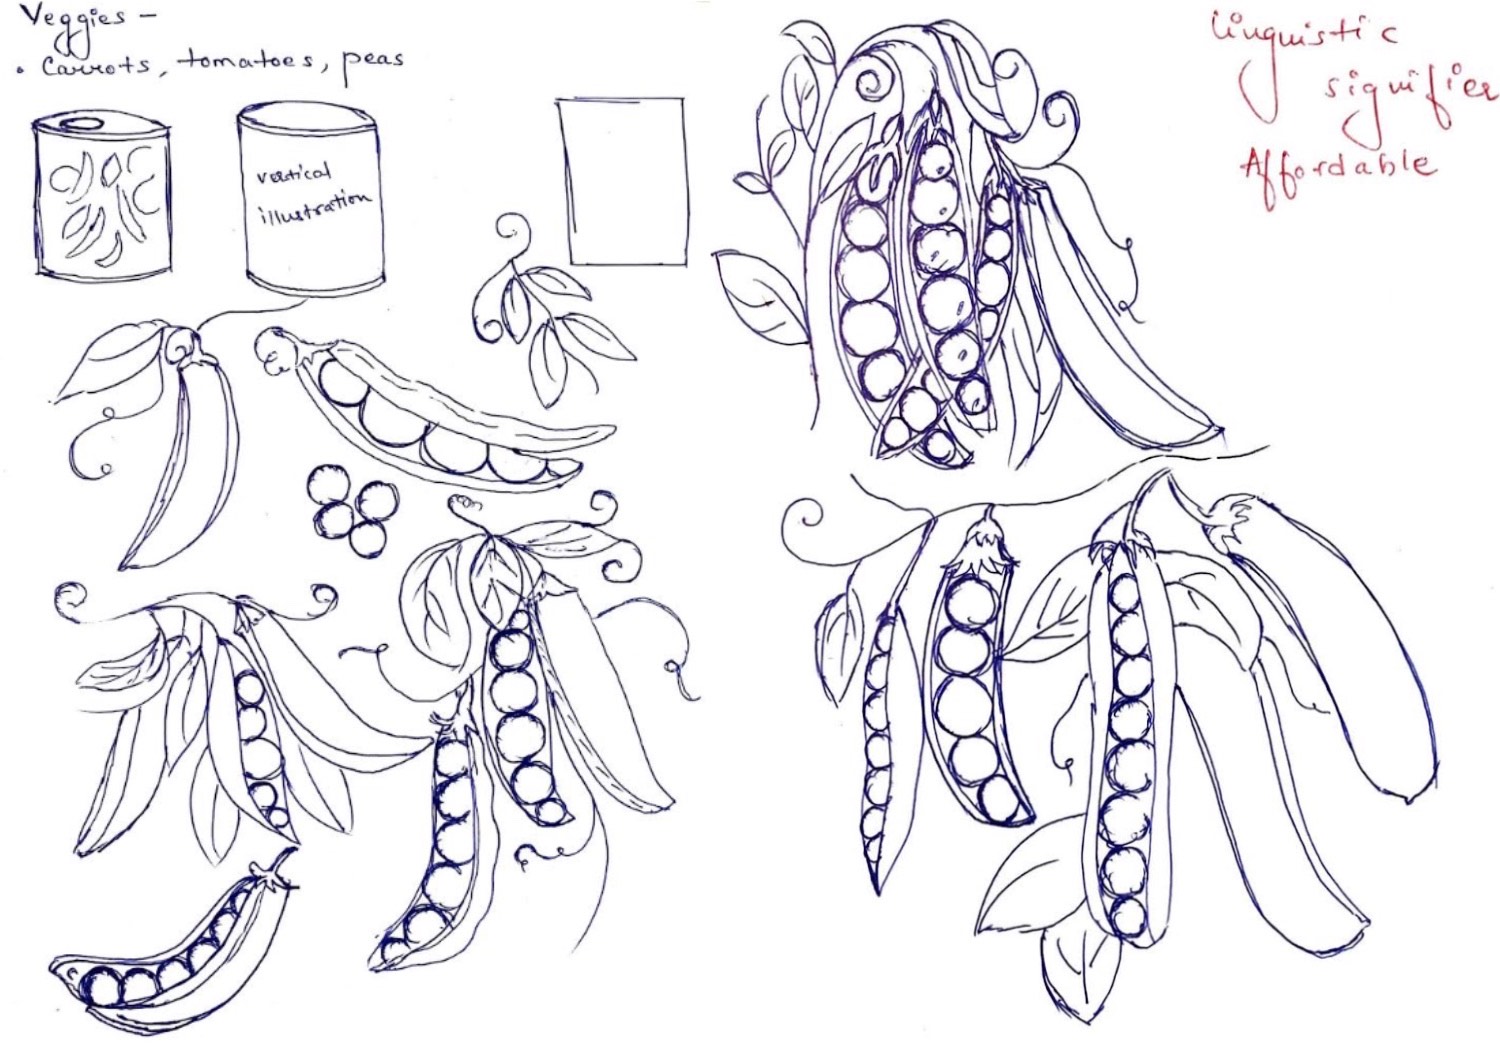 Veggies -
• Carrots, tomatoes, peas
vertical
illustration
linguistic
signifier
Affordable